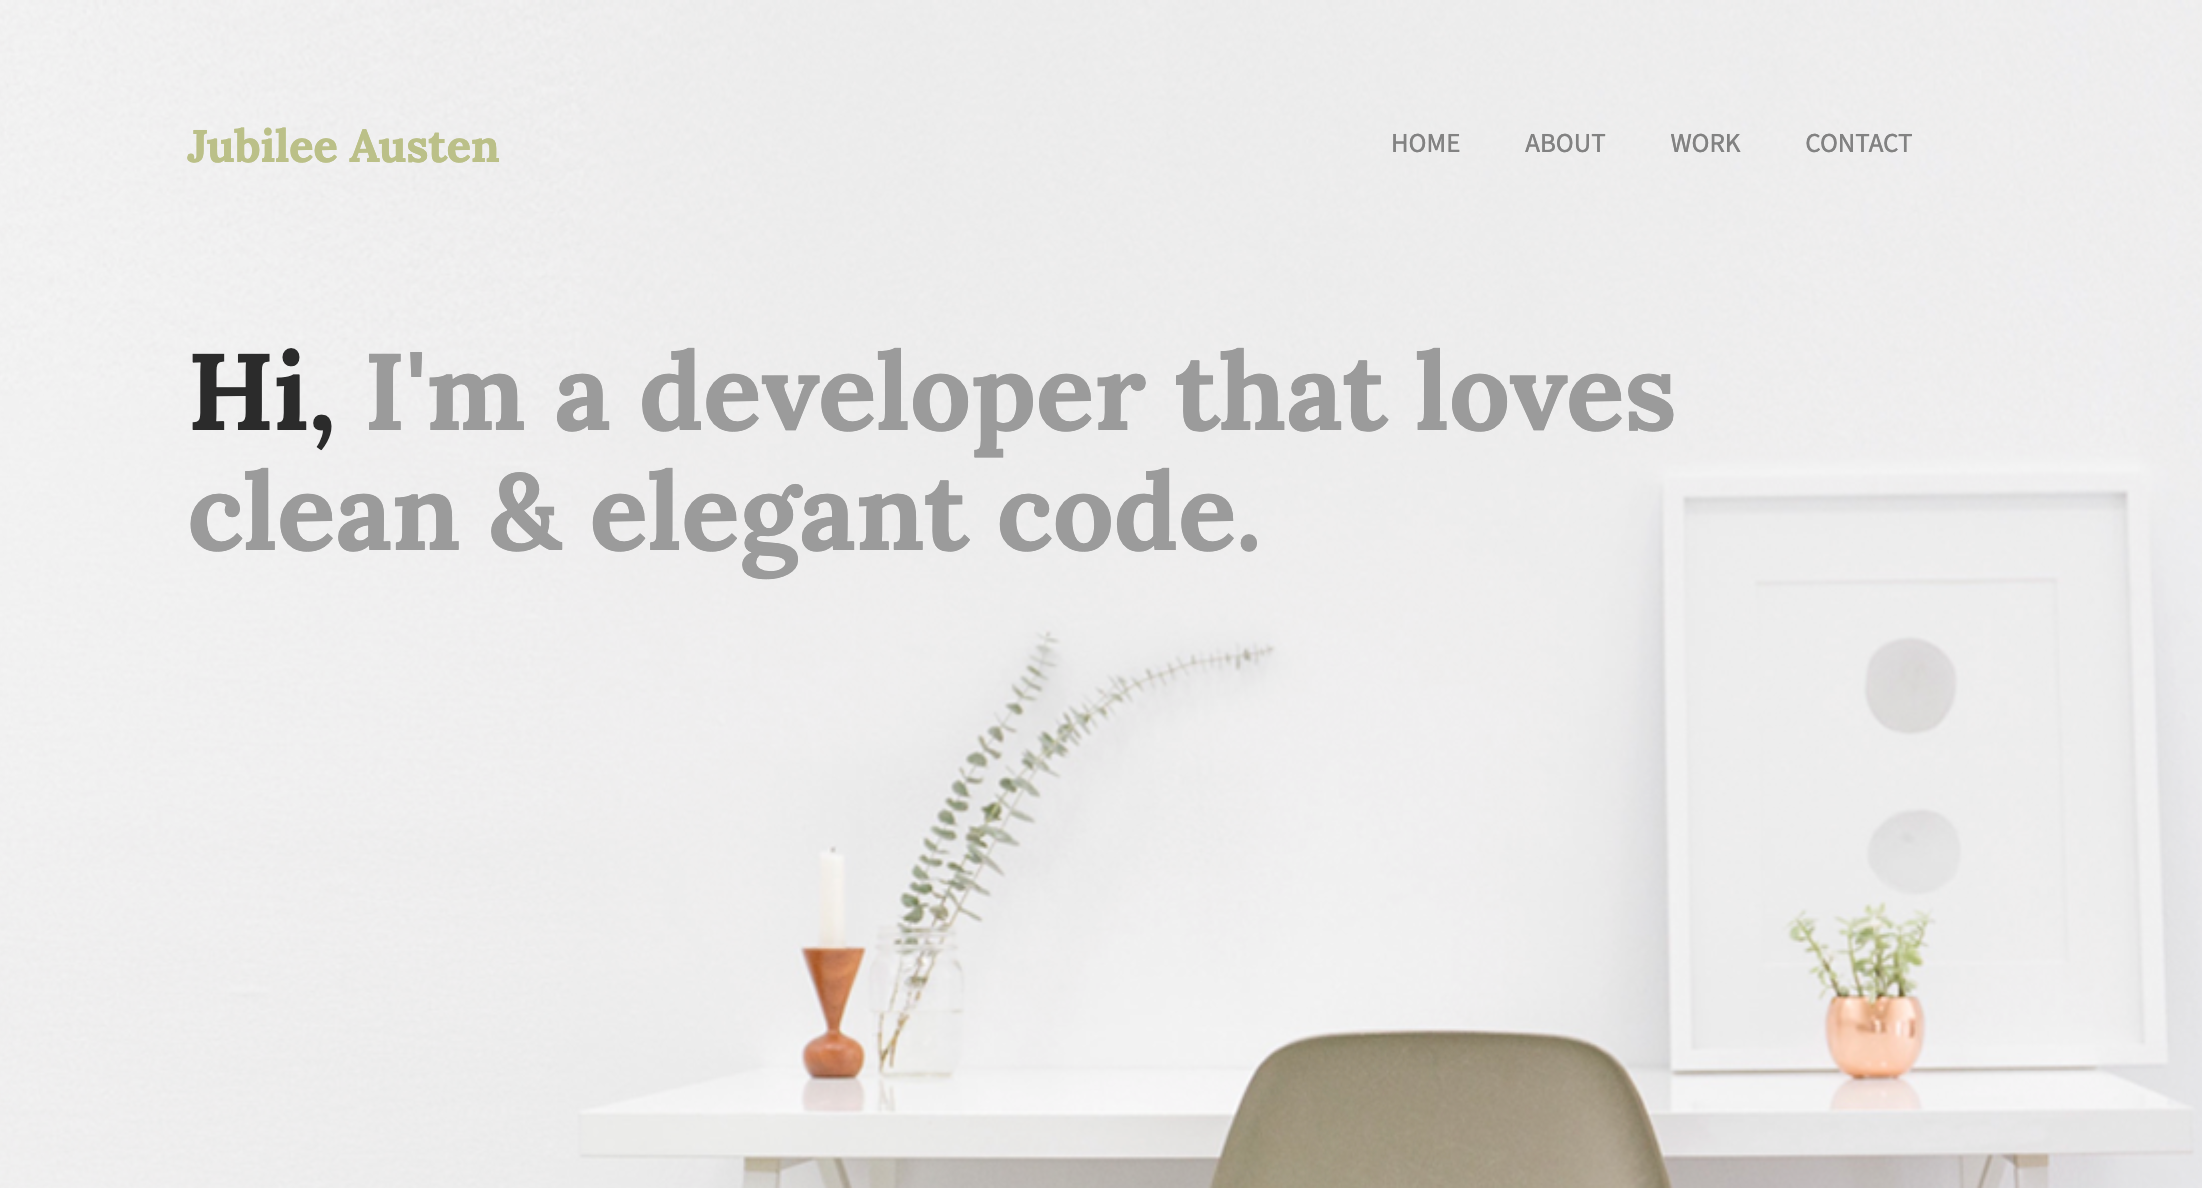 Jubilee Austen
HOME ABOUT WORK CONTACT
Hi, I'm a developer that loves
clean & elegant code.